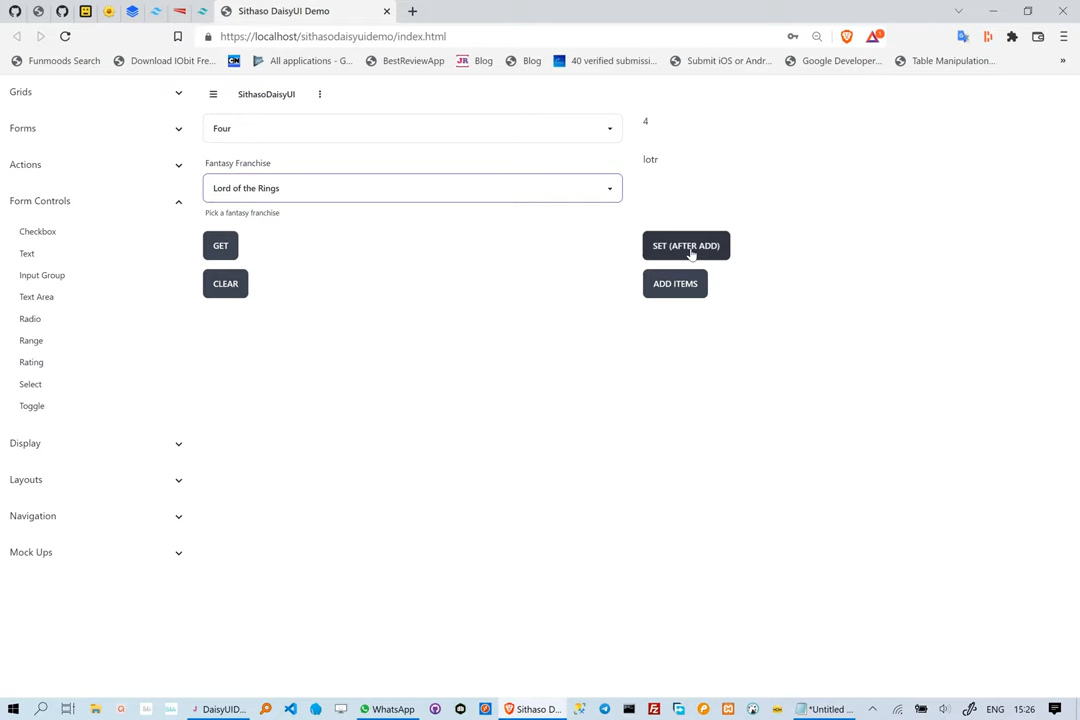 Sithaso DaisyUI Demo
https://localhost/sithasodaisyuidemo/index.html
Funmoods Search
Download IObit Fre...
All applications - G...
BestReviewApp
Blog
Blog
40 verified submissi...
Submit iOS or Andr...
Google Developer...
Table Manipulation...
»
Grids
Forms
Actions
Form Controls
Checkbox
Text
Input Group
Text Area
Radio
Range
Rating
Select
Toggle
Display
Layouts
Navigation
Mock Ups
SithasoDaisyUI
Four
4
Fantasy Franchise
Lord of the Rings
lotr
Pick a fantasy franchise
GET
SET (AFTER ADD)
CLEAR
ADD ITEMS
DaisyUID...
WhatsApp
Sithaso D...
*Untitled ...
ENG
15:26